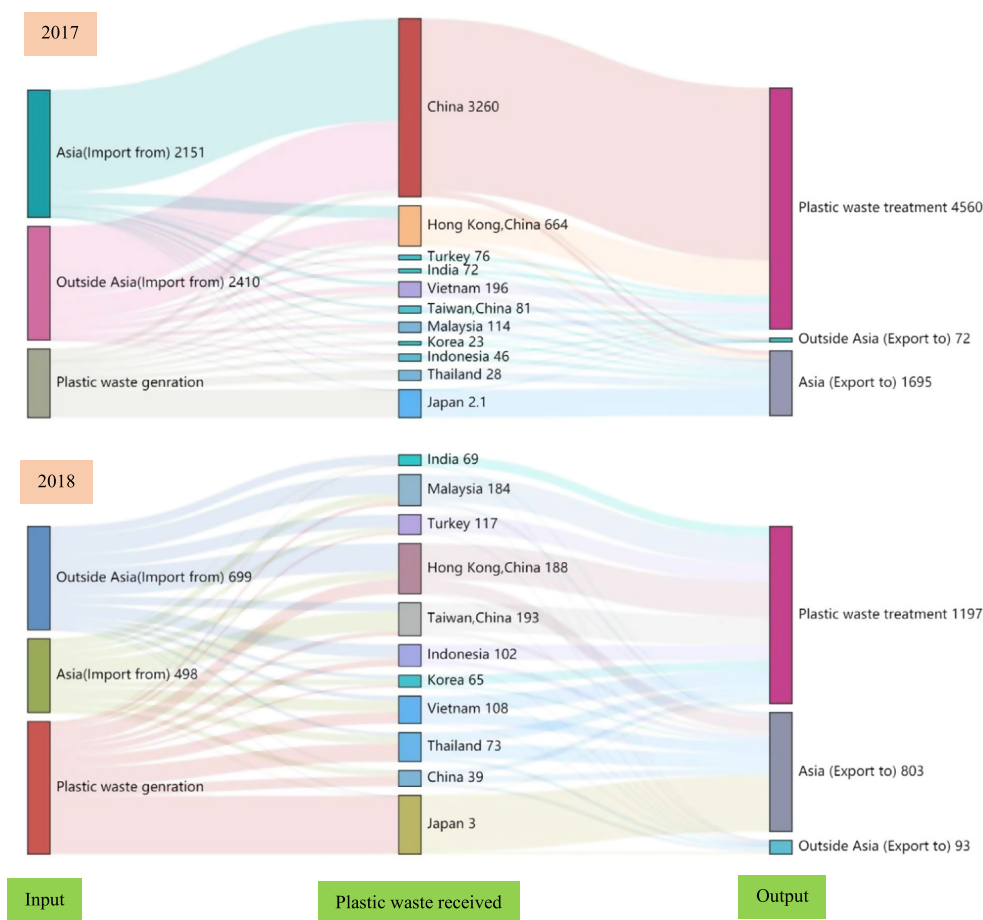 2017
China 3260
Asia(Import from) 2151
Plastic waste treatment 4560
Hong Kong,China 664
Turkey 76
India 72
Outside Asia(Import from) 2410
Vietnam 196
Taiwan,China 81
Malaysia 114
Outside Asia (Export to) 72
Korea 23
Indonesia 46
Thailand 28
Plastic waste genration
Asia (Export to) 1695
Japan 2.1
2018
India 69
Malaysia 184
Turkey 117
Hong Kong,China 188
Outside Asia(Import from) 699
Plastic waste treatment 1197
Taiwan,China 193
Indonesia 102
Asia(Import from) 498
Korea 65
Vietnam 108
Thailand 73
Asia (Export to) 803
China 39
Plastic waste genration
Japan 3
Outside Asia (Export to) 93
Input
Plastic waste received
Output